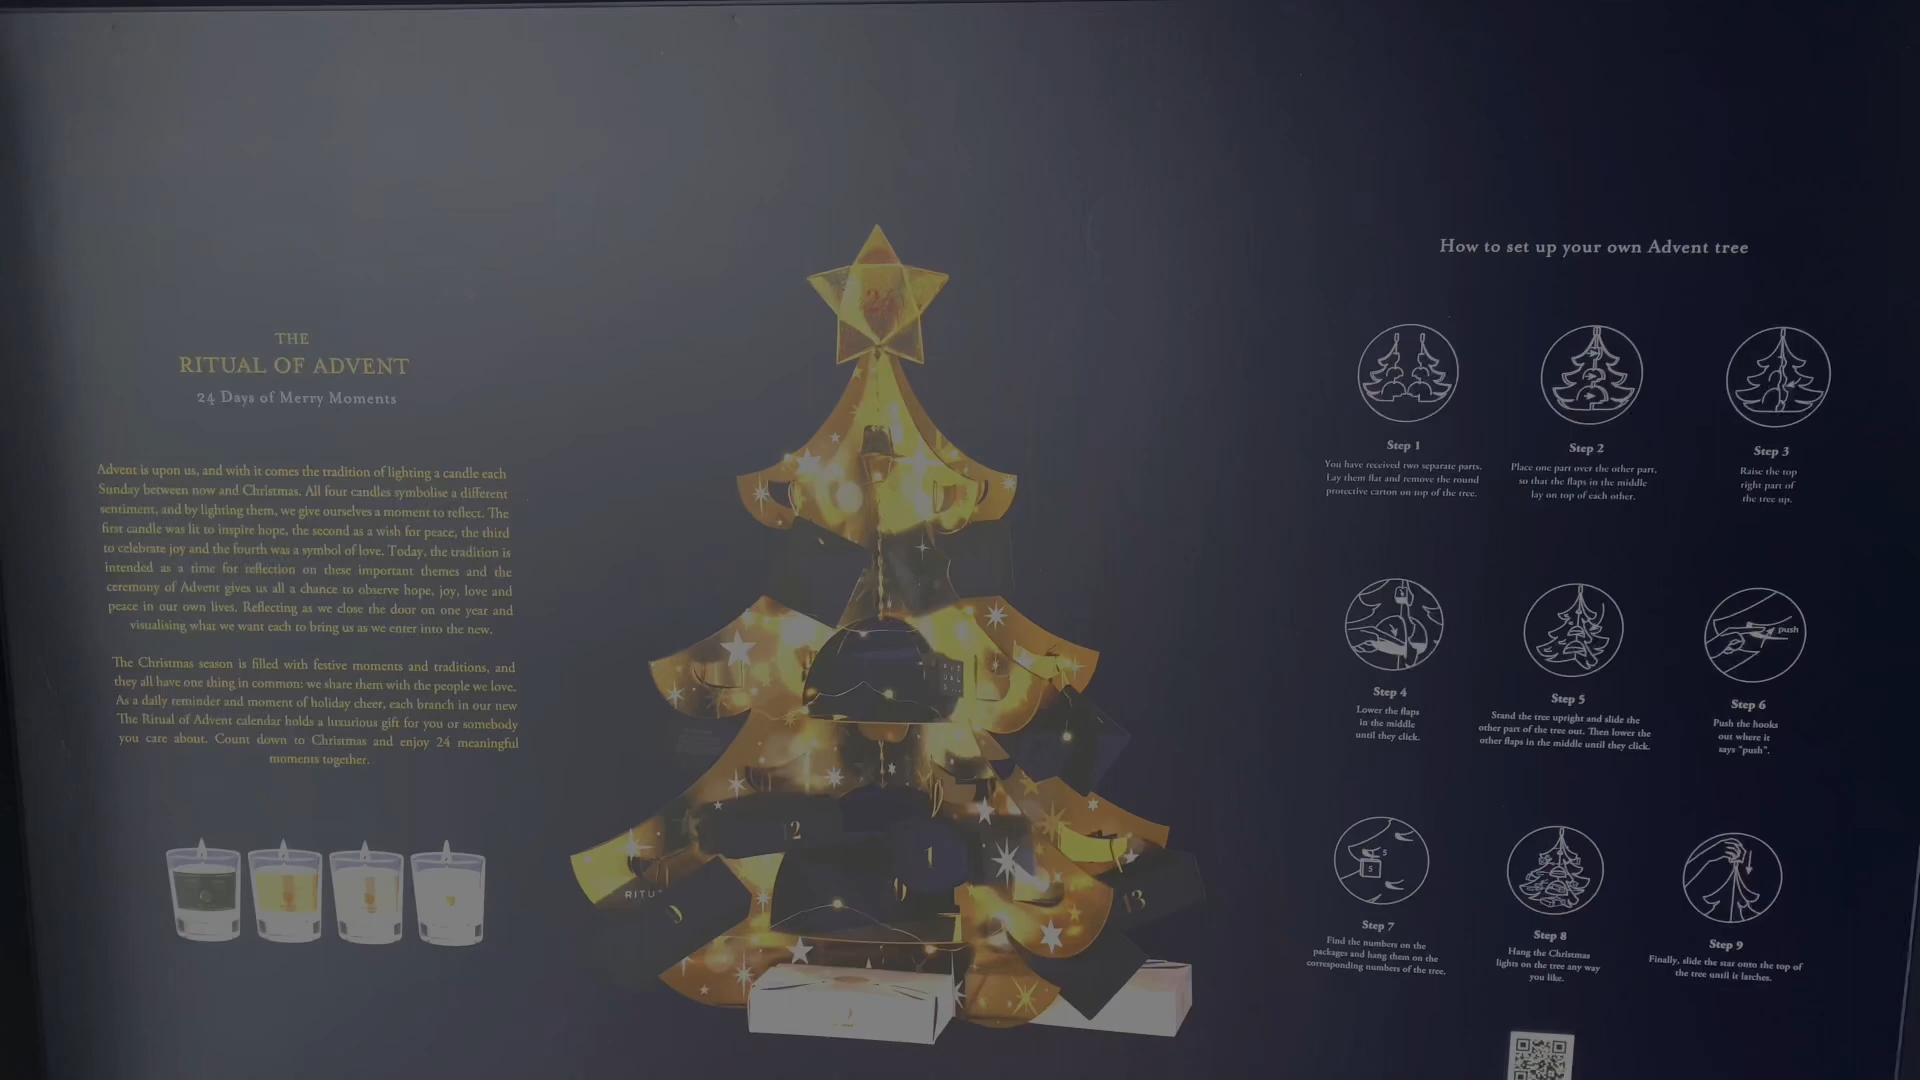 THE
RITUAL OF ADVENT
24 Days of Merry Moments
Advent is upon us, and with it comes the tradition of lighting a candle each
Sunday between now and Christmas. All four candles symbolise a different
sentiment, and by lighting them, we give ourselves a moment to reflect. The
first candle was lit to inspire hope, the second as a wish for peace, the third
to celebrate joy and the fourth was a symbol of love. Today, the tradition is
intended as a time for reflection on these important themes and the
ceremony of Advent gives us all a chance to observe hope, joy, love and
peace in our own lives. Reflecting as we close the door on one year and
visualising what we want each to bring us as we enter into the new.
The Christmas season is filled with festive moments and traditions, and
they all have one thing in common: we share them with the people we love.
As a daily reminder and moment of holiday cheer, each branch in our new
The Ritual of Advent calendar holds a luxurious gift for you or somebody
you care about. Count down to Christmas and enjoy 24 meaningful
moments together.
24
2
1
RITU
13
2
How to set up your own Advent tree
Step 1
You have received two separate parts.
Lay them flat and remove the round
protective carton on top of the tree.
Step 2
Place one part over the other part,
so that the flaps in the middle
lay on top of each other.
Step 3
Raise the top
right part of
the tree up.
Step 4
Lower the flaps
in the middle
until they click.
Step 5
Stand the tree upright and slide the
other part of the tree out. Then lower the
other flaps in the middle until they click.
push
Step 6
Push the hooks
out where it
says "push".
5
5
Step 7
Find the numbers on the
packages and hang them on the
corresponding numbers of the tree.
Step 8
Hang the Christmas
lights on the tree any way
you like.
Step 9
Finally, slide the star onto the top of
the tree until it latches.